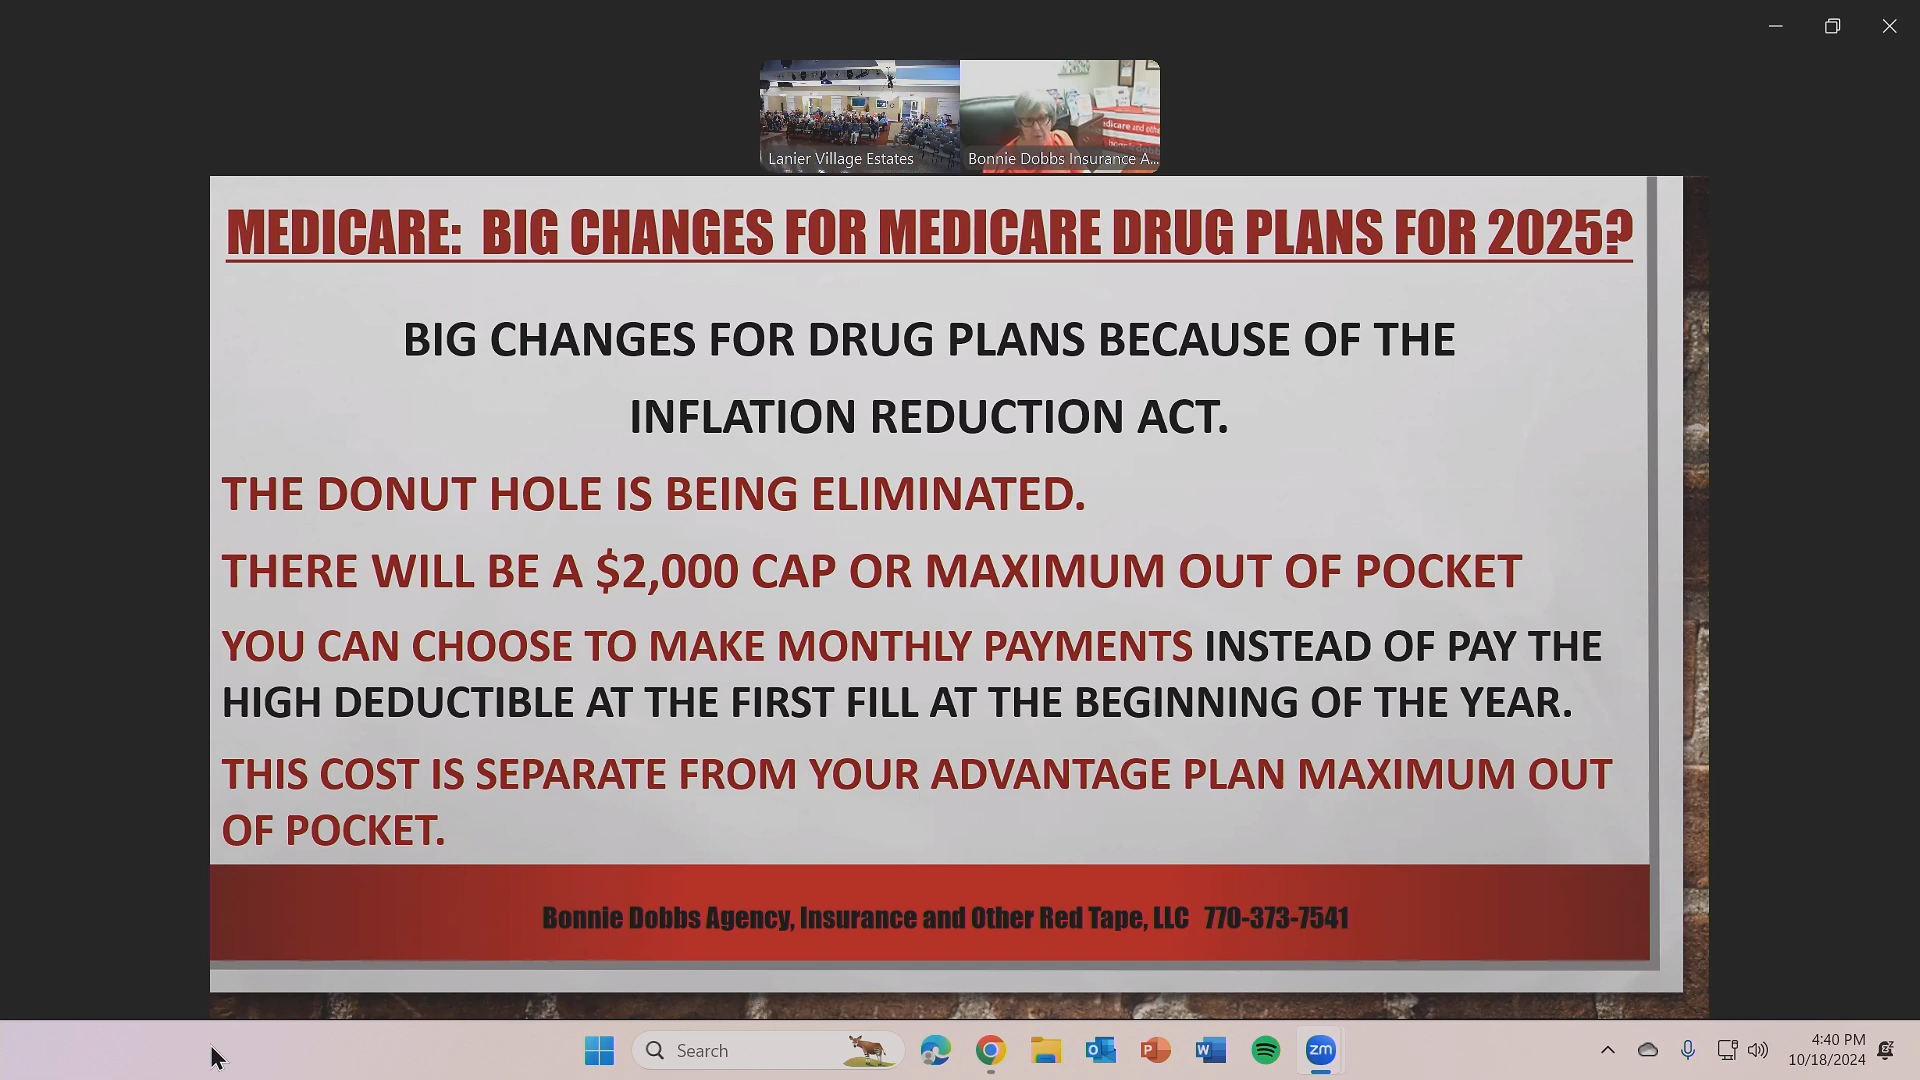 Lanier Village Estates
Bonnie Dobbs Insurance A...
edicare and othe
MEDICARE: BIG CHANGES FOR MEDICARE DRUG PLANS FOR 2025?
BIG CHANGES FOR DRUG PLANS BECAUSE OF THE
INFLATION REDUCTION ACT.
THE DONUT HOLE IS BEING ELIMINATED.
THERE WILL BE A $2,000 CAP OR MAXIMUM OUT OF POCKET
YOU CAN CHOOSE TO MAKE MONTHLY PAYMENTS INSTEAD OF PAY THE
HIGH DEDUCTIBLE AT THE FIRST FILL AT THE BEGINNING OF THE YEAR.
THIS COST IS SEPARATE FROM YOUR ADVANTAGE PLAN MAXIMUM OUT
OF POCKET.
Bonnie Dobbs Agency, Insurance and Other Red Tape, LLC 770-373-7541
Search
zm
4:40 PM
10/18/2024